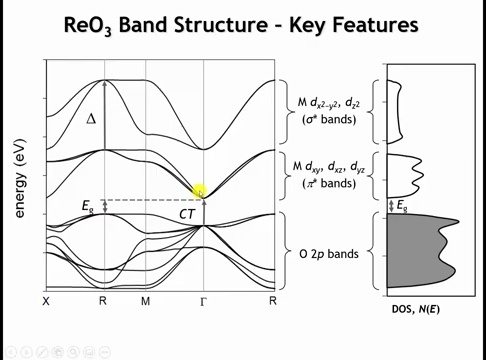 ReO3 Band Structure – Key Features
energy (eV)
Δ
Eg
CT
X R M Γ R
M dx2-y2, dz2
(σ* bands)
M dxy, dxz, dyz
(π* bands)
O 2p bands
Eg
DOS, N(E)